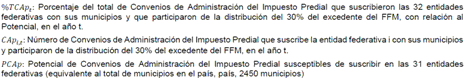 %TCApₜ: Porcentaje del total de Convenios de Administración del Impuesto Predial que suscribieron las 32 entidades
federativas con sus municipios y que participaron de la distribución del 30% del excedente del FFM, con relación al
Potencial, en el año t.
CApᵢ,ₜ: Número de Convenios de Administración del Impuesto Predial que suscribe la entidad federativa i con sus municipios
y participaron de la distribución del 30% del excedente del FFM, en el año t.
PCAp: Potencial de Convenios de Administración del Impuesto Predial susceptibles de suscribir en las 31 entidades
federativas (equivalente al total de municipios en el país, país, 2450 municipios)